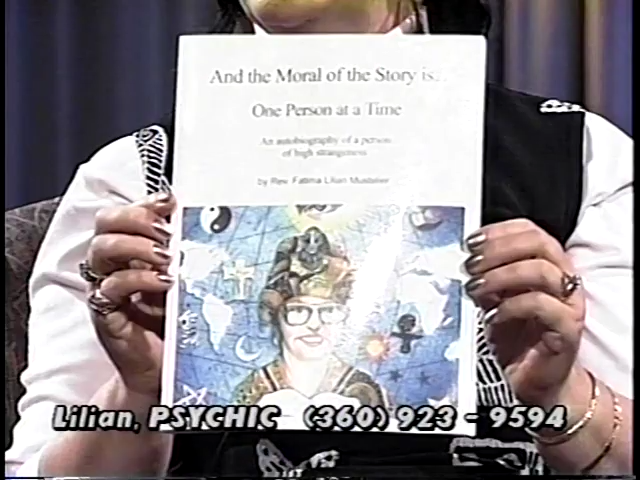 And the Moral of the Story is...
One Person at a Time
An autobiography of a person
of high strangeness
by Rev. Fatima Lilian Mustelier
Lilian, PSYCHIC (360) 923 - 9594